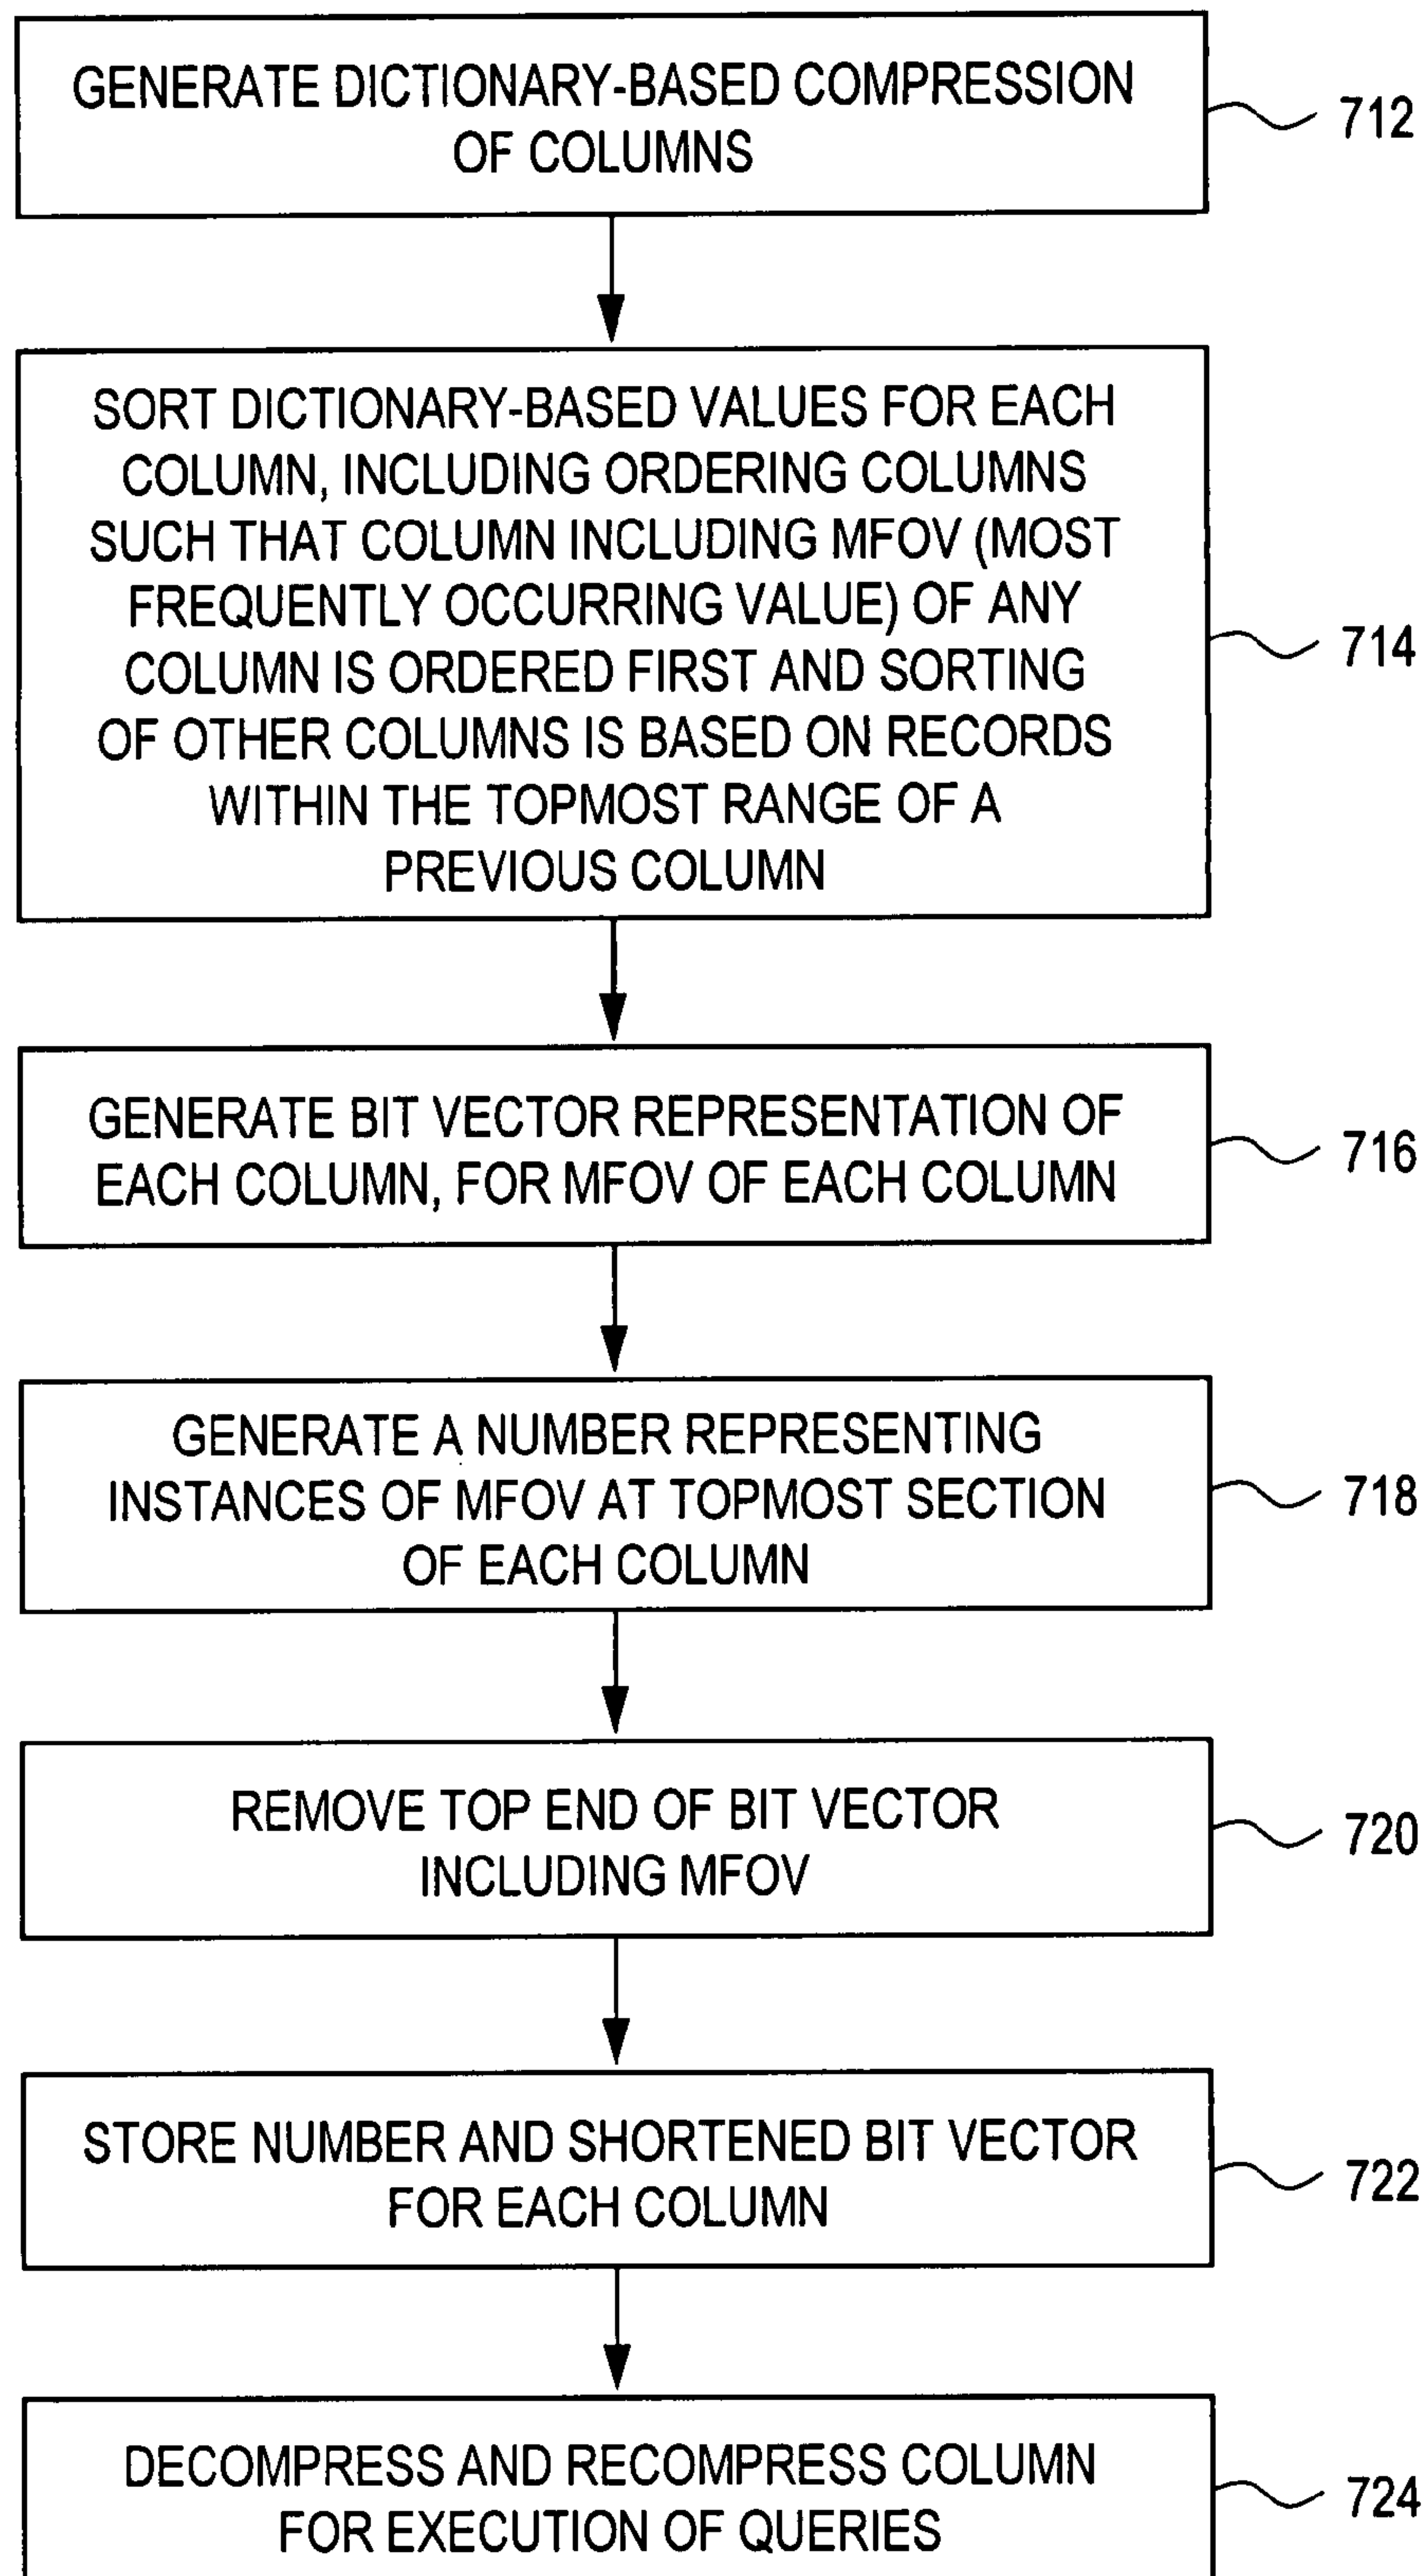 GENERATE DICTIONARY-BASED COMPRESSION
OF COLUMNS
712
SORT DICTIONARY-BASED VALUES FOR EACH
COLUMN, INCLUDING ORDERING COLUMNS
SUCH THAT COLUMN INCLUDING MFOV (MOST
FREQUENTLY OCCURRING VALUE) OF ANY
COLUMN IS ORDERED FIRST AND SORTING
OF OTHER COLUMNS IS BASED ON RECORDS
WITHIN THE TOPMOST RANGE OF A
PREVIOUS COLUMN
714
GENERATE BIT VECTOR REPRESENTATION OF
EACH COLUMN, FOR MFOV OF EACH COLUMN
716
GENERATE A NUMBER REPRESENTING
INSTANCES OF MFOV AT TOPMOST SECTION
OF EACH COLUMN
718
REMOVE TOP END OF BIT VECTOR
INCLUDING MFOV
720
STORE NUMBER AND SHORTENED BIT VECTOR
FOR EACH COLUMN
722
DECOMPRESS AND RECOMPRESS COLUMN
FOR EXECUTION OF QUERIES
724